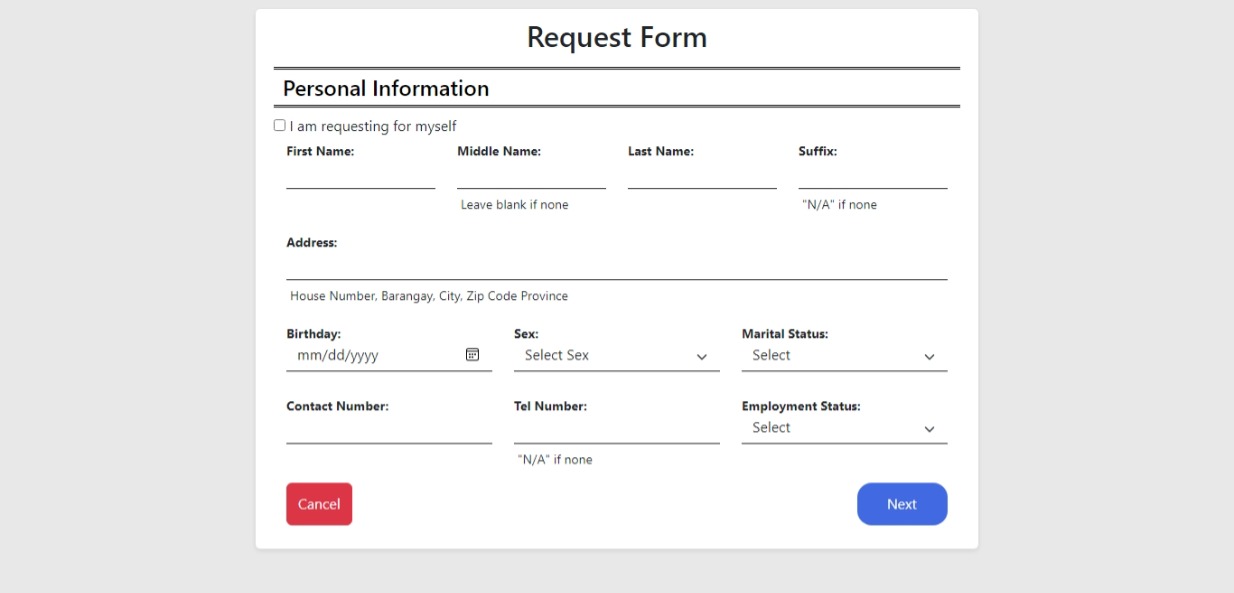 Request Form
Personal Information
I am requesting for myself
First Name: Middle Name: Last Name: Suffix:
Leave blank if none "N/A" if none
Address:
House Number, Barangay, City, Zip Code Province
Birthday: Sex: Marital Status:
mm/dd/yyyy Select Sex Select
Contact Number: Tel Number: Employment Status:
Select
"N/A" if none
Cancel Next